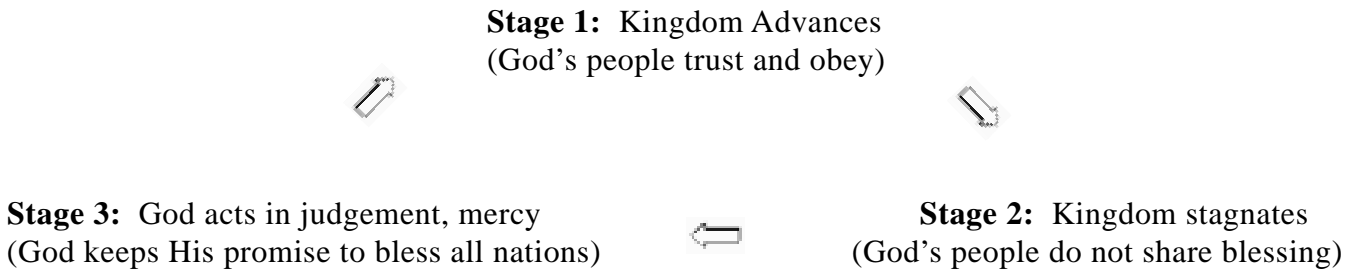 Stage 1: Kingdom Advances
(God's people trust and obey)
Stage 3: God acts in judgement, mercy
(God keeps His promise to bless all nations)
Stage 2: Kingdom stagnates
(God's people do not share blessing)